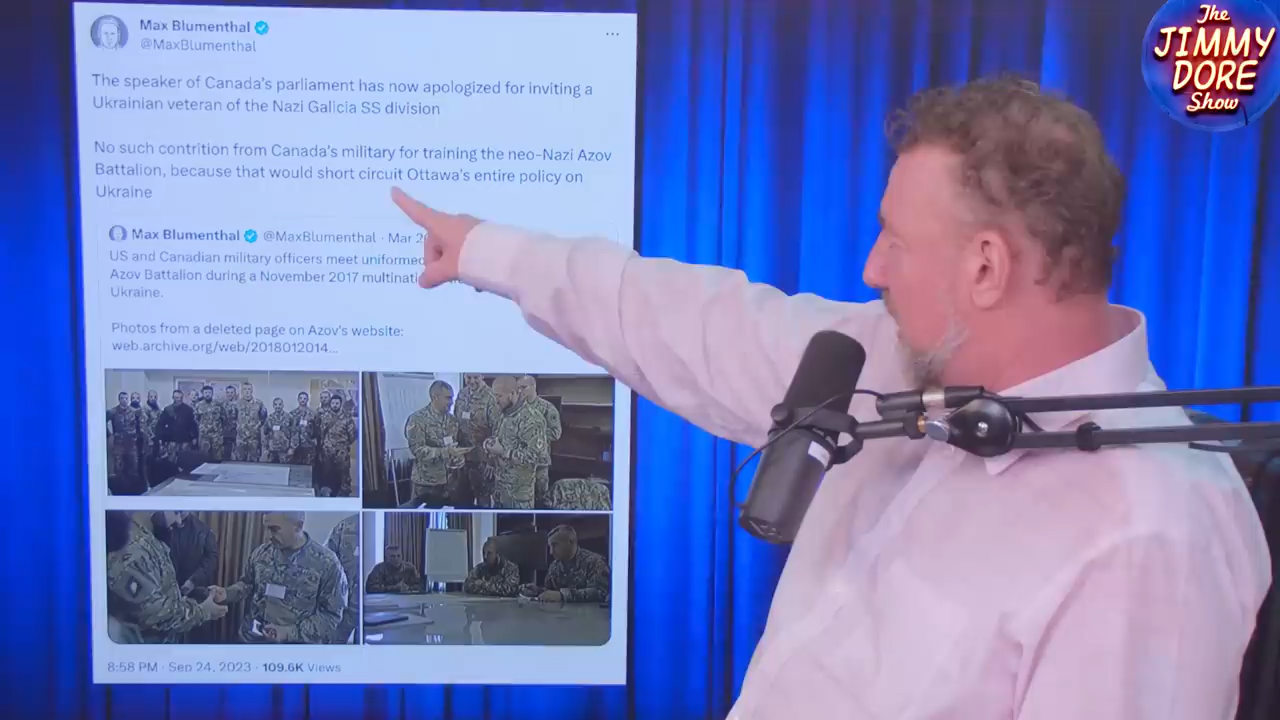 Max Blumenthal
@MaxBlumenthal
The speaker of Canada's parliament has now apologized for inviting a
Ukrainian veteran of the Nazi Galicia SS division
No such contrition from Canada's military for training the neo-Nazi Azov
Battalion, because that would short circuit Ottawa's entire policy on
Ukraine
Max Blumenthal @MaxBlumenthal · Mar
US and Canadian military officers meet uniformed
Azov Battalion during a November 2017
Ukraine.
Photos from a deleted page on Azov's website:
web.archive.org/web/2018012014...
8:58 PM · Sep 24, 2023 · 109.6K Views
The
JIMMY
DORE
Show